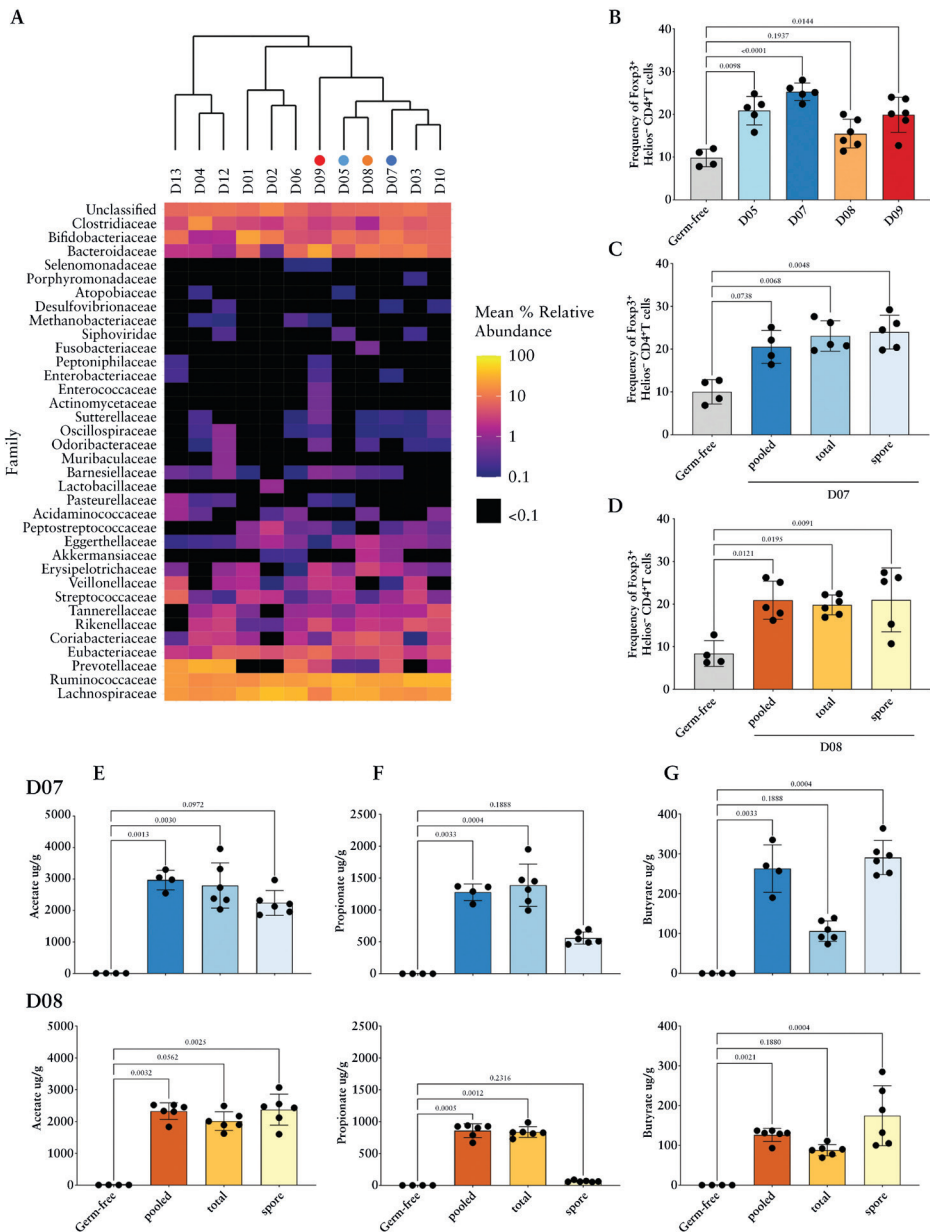 A
D13
D04
D12
D01
D02
D06
D09
D05
D08
D07
D03
D10
Family
Unclassified
Clostridiaceae
Bifidobacteriaceae
Bacteroidaceae
Selenomonadaceae
Porphyromonadaceae
Atopobiaceae
Desulfovibrionaceae
Methanobacteriaceae
Siphoviridae
Fusobacteriaceae
Peptoniphilaceae
Enterobacteriaceae
Enterococcaceae
Actinomycetaceae
Sutterellaceae
Oscillospiraceae
Odoribacteraceae
Muribaculaceae
Barnesiellaceae
Lactobacillaceae
Pasteurellaceae
Acidaminococcaceae
Peptostreptococcaceae
Eggerthellaceae
Akkermansiaceae
Erysipelotrichaceae
Veillonellaceae
Streptococcaceae
Tannerellaceae
Rikenellaceae
Coriabacteriaceae
Eubacteriaceae
Prevotellaceae
Ruminococcaceae
Lachnospiraceae
Mean % Relative
Abundance
100
10
1
0.1
<0.1
B
Frequency of Foxp3⁺
Helios⁻ CD4⁺T cells
40
30
20
10
0
0.0144
0.1937
<0.0001
0.0098
Germ-free
D05
D07
D08
D09
C
Frequency of Foxp3⁺
Helios⁻ CD4⁺T cells
40
30
20
10
0
0.0048
0.0068
0.0738
Germ-free
pooled
total
spore
D07
D
Frequency of Foxp3⁺
Helios⁻ CD4⁺T cells
40
30
20
10
0
0.0091
0.0195
0.0121
Germ-free
pooled
total
spore
D08
D07
E
Acetate ug/g
5000
4000
3000
2000
1000
0
0.0972
0.0030
0.0013
F
Propionate ug/g
2500
2000
1500
1000
500
0
0.1888
0.0004
0.0033
G
Butyrate ug/g
400
300
200
100
0
0.0004
0.1888
0.0033
D08
Acetate ug/g
5000
4000
3000
2000
1000
0
0.0025
0.0562
0.0032
Germ-free
pooled
total
spore
Propionate ug/g
2500
2000
1500
1000
500
0
0.2316
0.0012
0.0005
Germ-free
pooled
total
spore
Butyrate ug/g
400
300
200
100
0
0.0004
0.1880
0.0021
Germ-free
pooled
total
spore